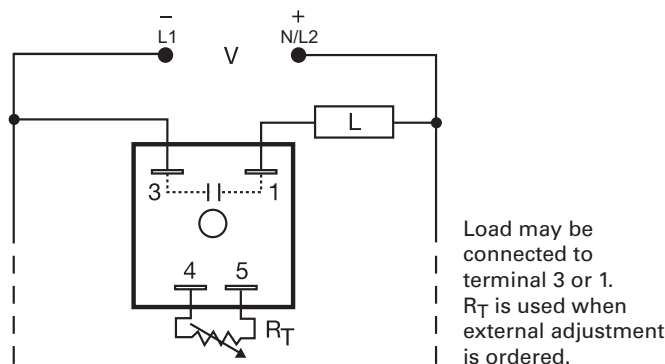 – +
L1 N/L2
V
L
3 1
4 5
RT
Load may be
connected to
terminal 3 or 1.
RT is used when
external adjustment
is ordered.